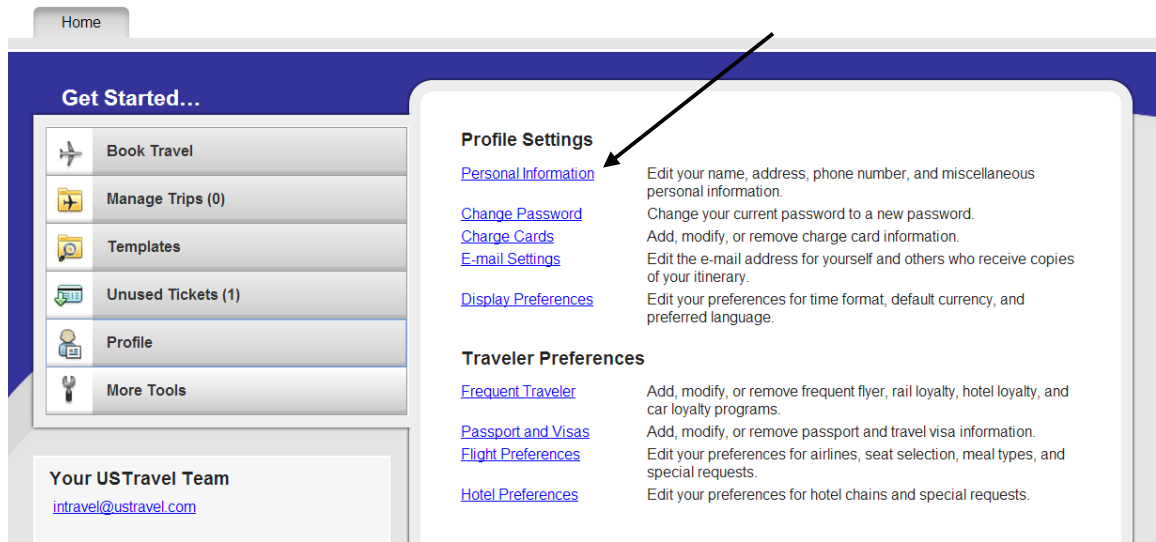 Home
Get Started...
Book Travel
Manage Trips (0)
Templates
Unused Tickets (1)
Profile
More Tools
Your USTravel Team
intravel@ustravel.com
Profile Settings
Personal Information Edit your name, address, phone number, and miscellaneous
personal information.
Change Password Change your current password to a new password.
Charge Cards Add, modify, or remove charge card information.
E-mail Settings Edit the e-mail address for yourself and others who receive copies
of your itinerary.
Display Preferences Edit your preferences for time format, default currency, and
preferred language.
Traveler Preferences
Frequent Traveler Add, modify, or remove frequent flyer, rail loyalty, hotel loyalty, and
car loyalty programs.
Passport and Visas Add, modify, or remove passport and travel visa information.
Flight Preferences Edit your preferences for airlines, seat selection, meal types, and
special requests.
Hotel Preferences Edit your preferences for hotel chains and special requests.